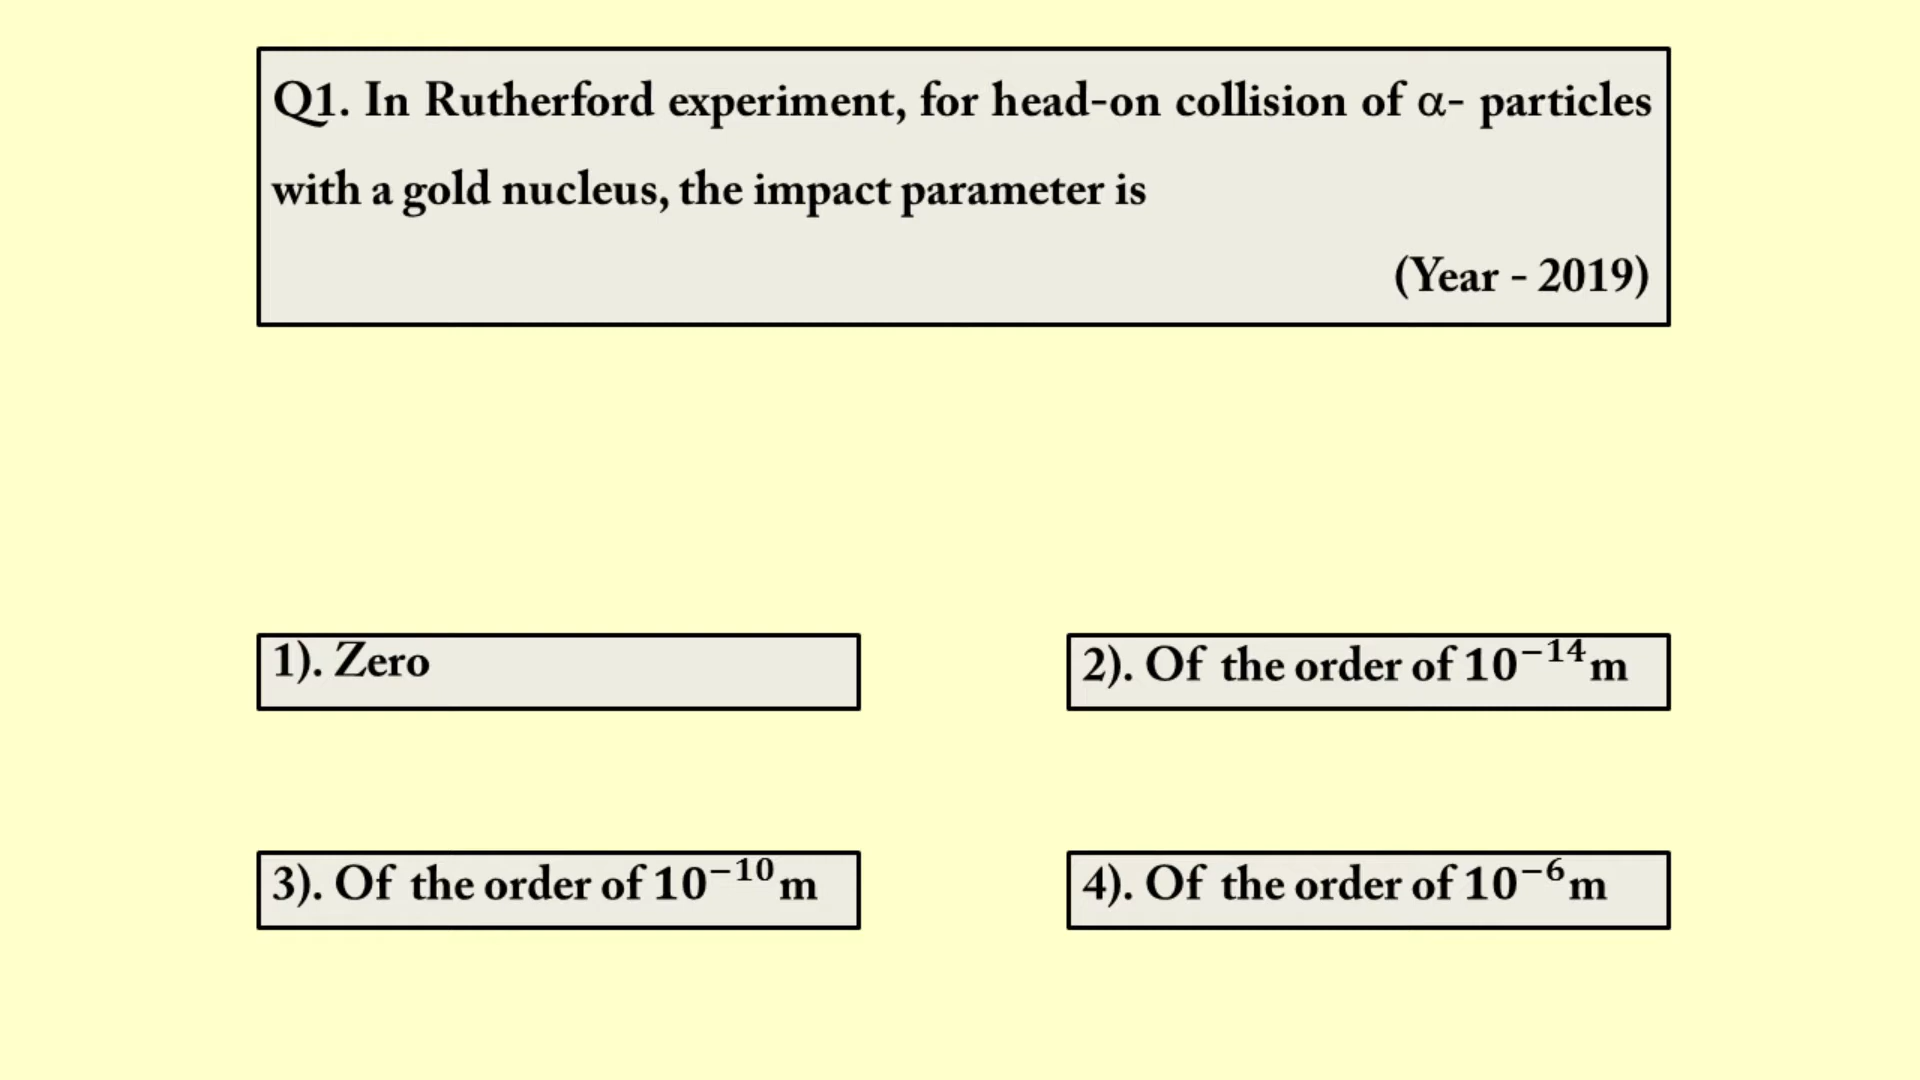 Q1. In Rutherford experiment, for head-on collision of α- particles
with a gold nucleus, the impact parameter is
(Year - 2019)
1). Zero
2). Of the order of 10⁻¹⁴m
3). Of the order of 10⁻¹⁰m
4). Of the order of 10⁻⁶m